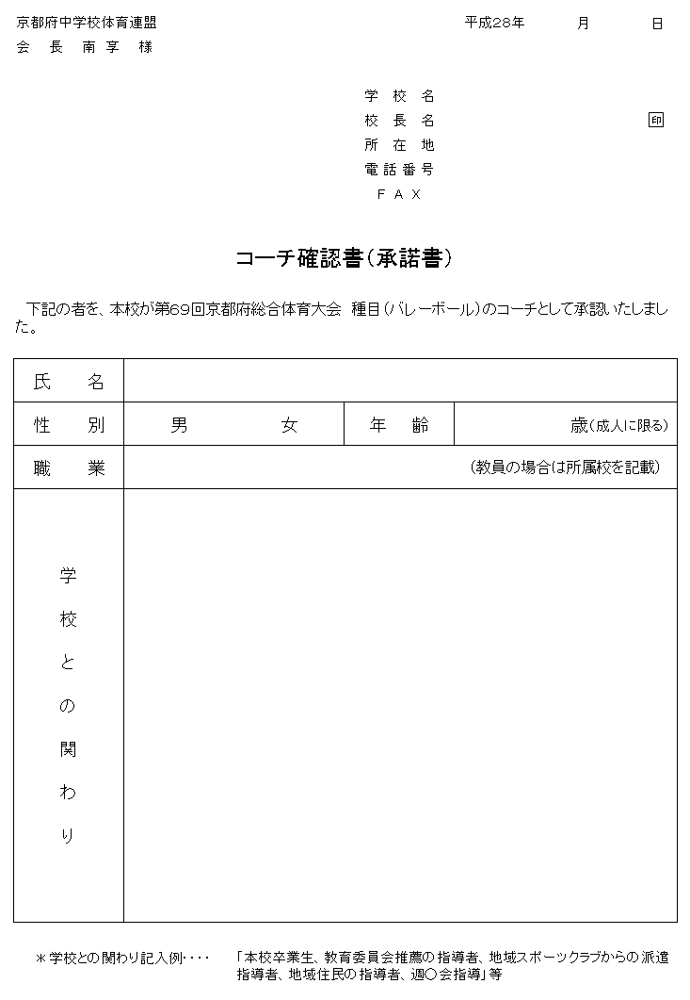 京都府中学校体育連盟　平成２８年　月　日
会　長　南　享　様
学　校　名
校　長　名　印
所　在　地
電 話 番 号
Ｆ Ａ Ｘ
コーチ確認書（承諾書）
下記の者を、本校が第６９回京都府総合体育大会　種目（バレーボール）のコーチとして承認いたしまし
た。
氏　名
性　別　男　女　年　齢　歳（成人に限る）
職　業　（教員の場合は所属校を記載）
学
校
と
の
関
わ
り
＊学校との関わり記入例・・・・　「本校卒業生、教育委員会推薦の指導者、地域スポーツクラブからの派遣
指導者、地域住民の指導者、週〇会指導」等